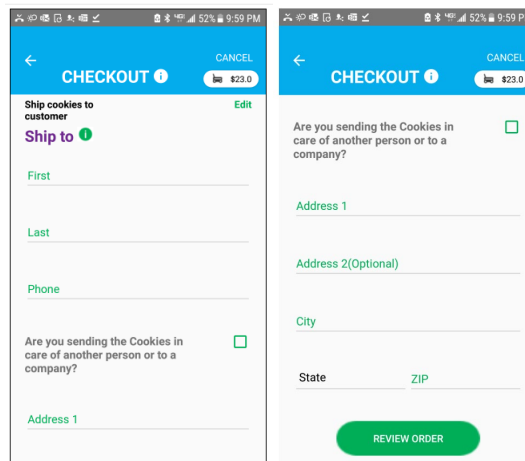 52% 9:59 PM
CANCEL
CHECKOUT
$23.0
Ship cookies to
customer
Edit
Ship to
First
Last
Phone
Are you sending the Cookies in
care of another person or to a
company?
Address 1
52% 9:59 P
CANCEL
CHECKOUT
$23.0
Are you sending the Cookies in
care of another person or to a
company?
Address 1
Address 2(Optional)
City
State ZIP
REVIEW ORDER